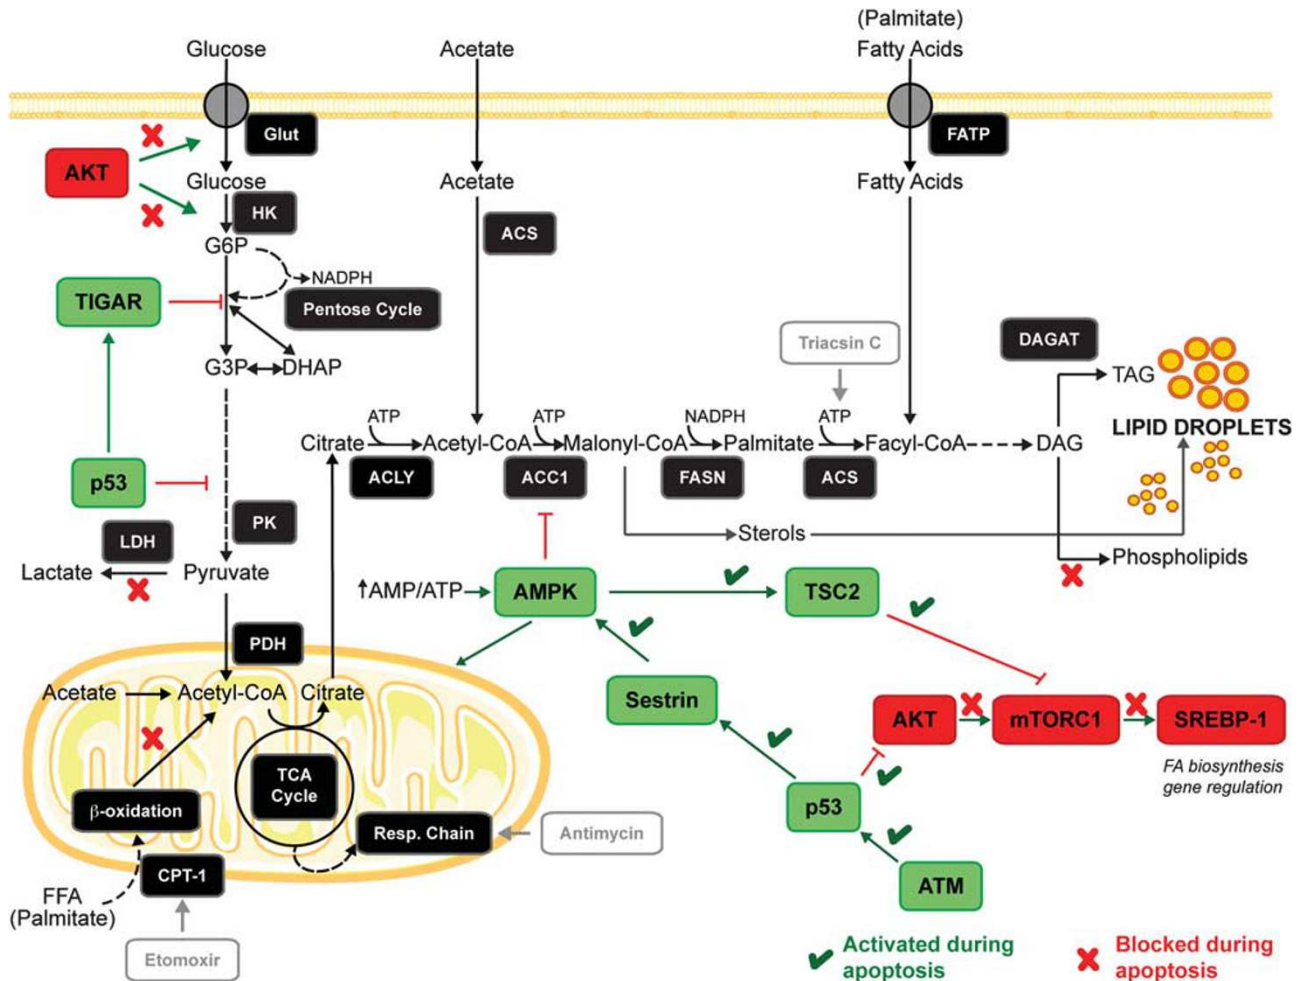 (Palmitate)
Glucose
Acetate
Fatty Acids
Glut
FATP
AKT
Glucose
Acetate
Fatty Acids
HK
ACS
G6P
NADPH
TIGAR
Pentose Cycle
Triacsin C
DAGAT
G3P
DHAP
TAG
ATP
ATP
NADPH
ATP
LIPID DROPLETS
Citrate
Acetyl-CoA
Malonyl-CoA
Palmitate
Facyl-CoA
DAG
p53
ACLY
ACC1
FASN
ACS
PK
LDH
Sterols
Lactate
Pyruvate
Phospholipids
↑AMP/ATP
AMPK
TSC2
PDH
Acetate
Acetyl-CoA
Citrate
Sestrin
AKT
mTORC1
SREBP-1
FA biosynthesis
gene regulation
TCA
Cycle
β-oxidation
p53
Resp. Chain
Antimycin
CPT-1
ATM
FFA
(Palmitate)
Etomoxir
Activated during
apoptosis
Blocked during
apoptosis